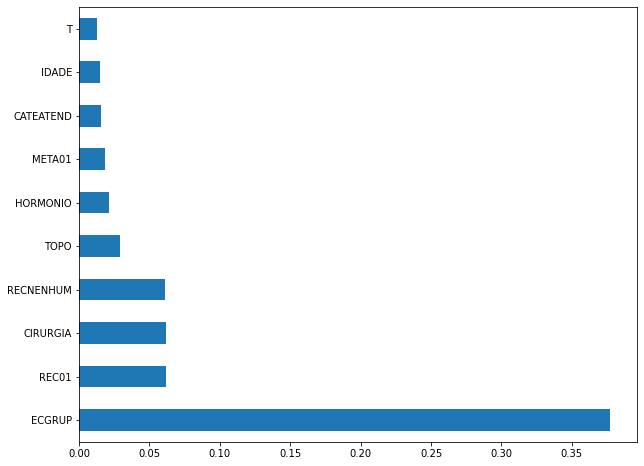 T
IDADE
CATEATEND
META01
HORMONIO
TOPO
RECNENHUM
CIRURGIA
REC01
ECGRUP
0.00 0.05 0.10 0.15 0.20 0.25 0.30 0.35